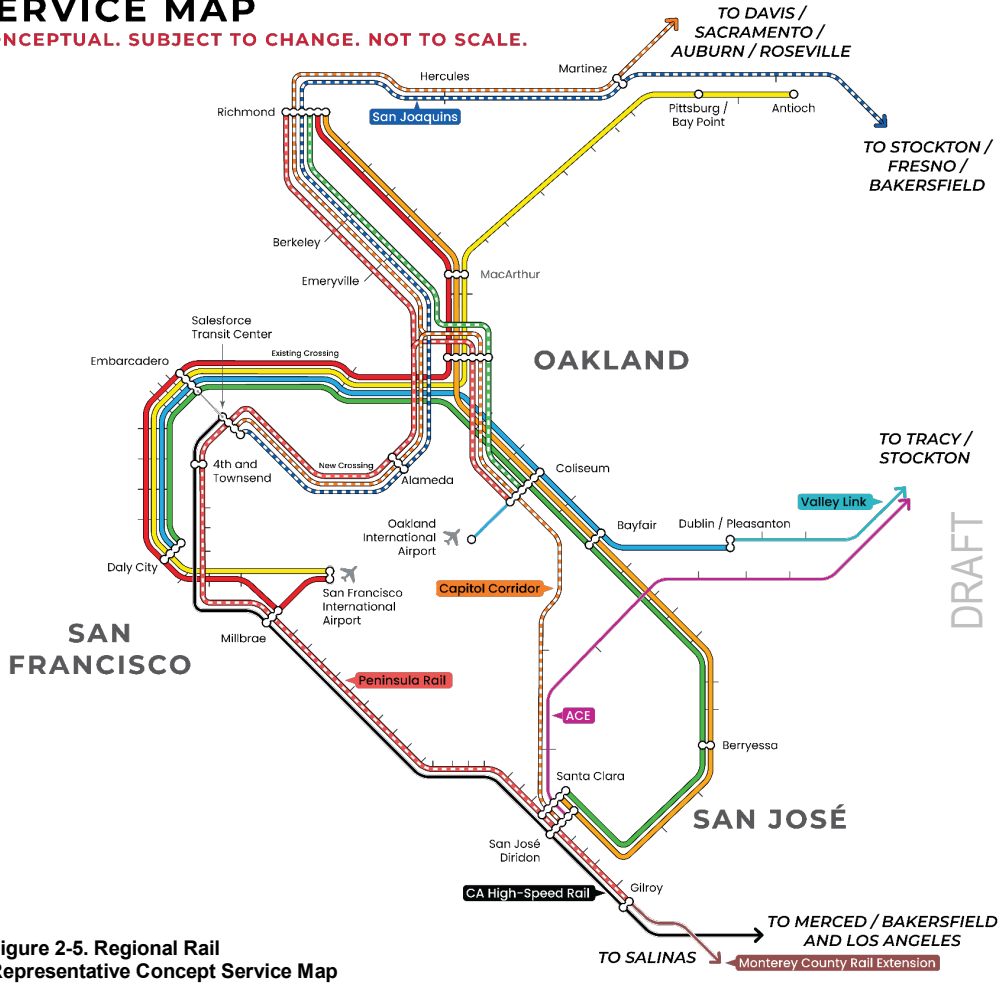 ERVICE MAP
NCEPTUAL. SUBJECT TO CHANGE. NOT TO SCALE.
TO DAVIS /
SACRAMENTO /
AUBURN / ROSEVILLE
Martinez
Hercules
Richmond
San Joaquins
Pittsburg /
Bay Point
Antioch
TO STOCKTON /
FRESNO /
BAKERSFIELD
Berkeley
Emeryville
MacArthur
Salesforce
Transit Center
Embarcadero
Existing Crossing
OAKLAND
New Crossing
4th and
Townsend
Alameda
Coliseum
TO TRACY /
STOCKTON
Valley Link
Oakland
International
Airport
Bayfair
Dublin / Pleasanton
DRAFT
Daly City
San Francisco
International
Airport
Capitol Corridor
Millbrae
SAN
FRANCISCO
Peninsula Rail
ACE
Berryessa
Santa Clara
SAN JOSÉ
San José
Diridon
CA High-Speed Rail
Gilroy
TO MERCED / BAKERSFIELD
AND LOS ANGELES
TO SALINAS
Monterey County Rail Extension
igure 2-5. Regional Rail
Representative Concept Service Map